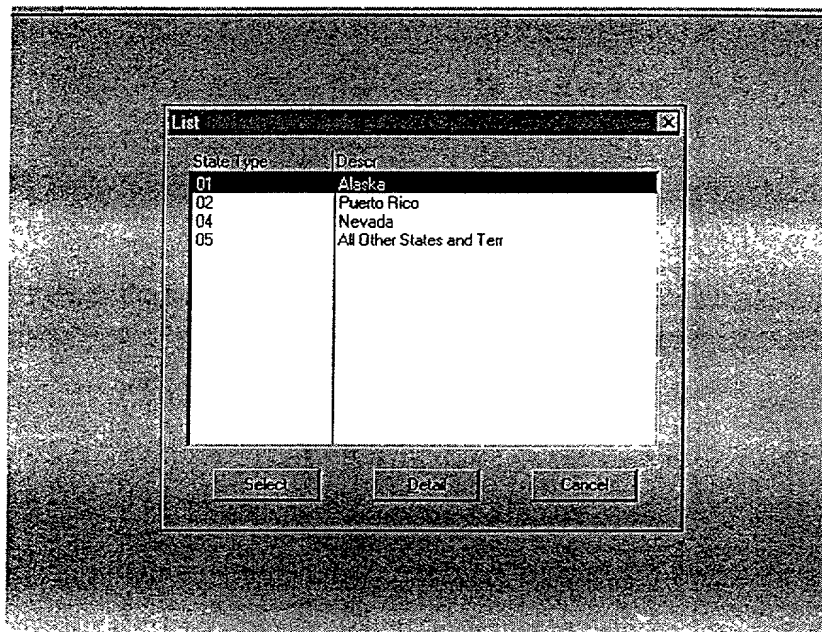 List
State Type Descr
01 Alaska
02 Puerto Rico
04 Nevada
05 All Other States and Terr
Select Detail Cancel